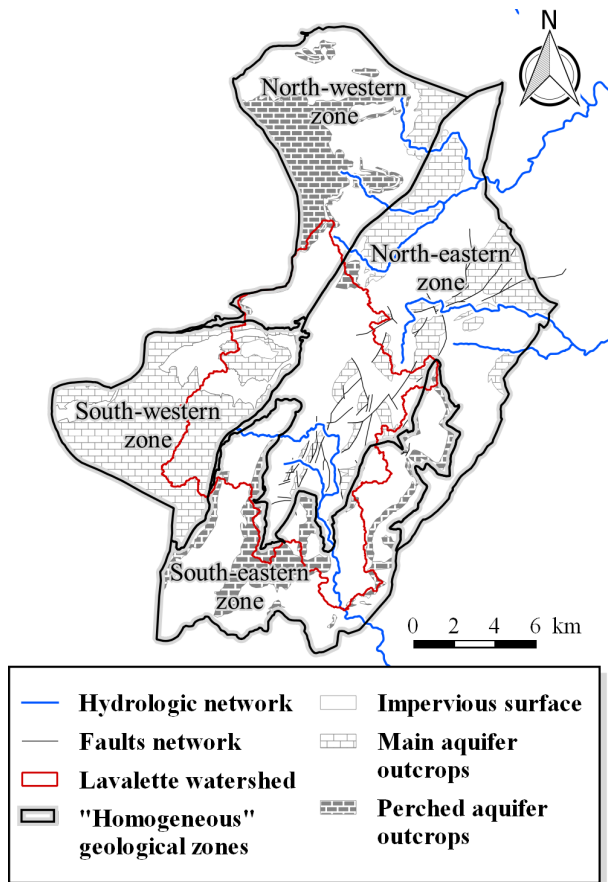 N
North-western
zone
North-eastern
zone
South-western
zone
South-eastern
zone
0 2 4 6 km
Hydrologic network
Faults network
Lavalette watershed
"Homogeneous"
geological zones
Impervious surface
Main aquifer
outcrops
Perched aquifer
outcrops